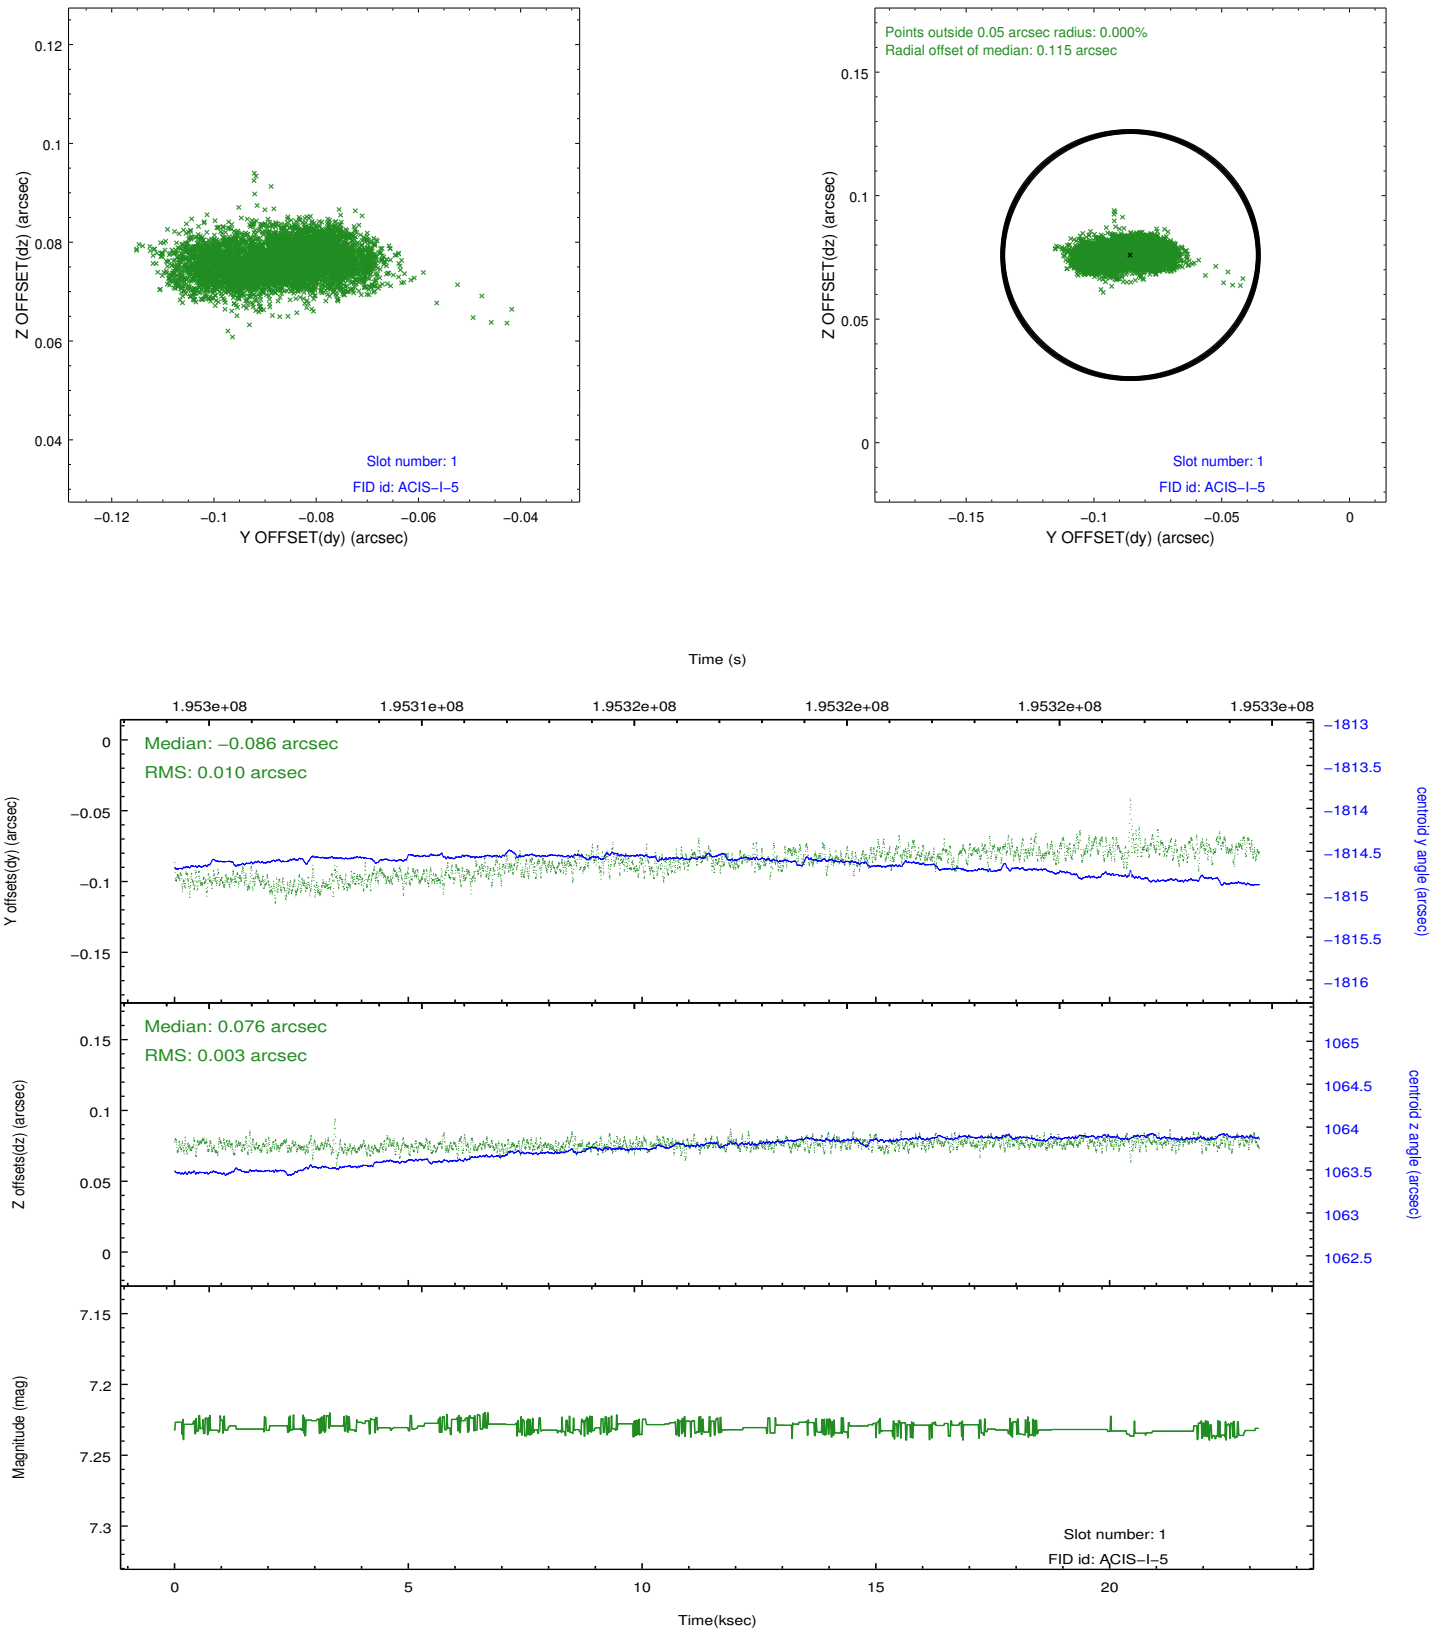 0.12
0.1
0.08
0.06
0.04
Z OFFSET(dz) (arcsec)
Slot number: 1
FID id: ACIS−I−5
−0.12
−0.1
−0.08
−0.06
−0.04
Y OFFSET(dy) (arcsec)
Points outside 0.05 arcsec radius: 0.000%
Radial offset of median: 0.115 arcsec
0.15
0.1
0.05
0
Z OFFSET(dz) (arcsec)
Slot number: 1
FID id: ACIS−I−5
−0.15
−0.1
−0.05
0
Y OFFSET(dy) (arcsec)
Time (s)
1.953e+08
1.9531e+08
1.9532e+08
1.9532e+08
1.9532e+08
1.9533e+08
Median: −0.086 arcsec
RMS: 0.010 arcsec
0
−0.05
−0.1
−0.15
Y offsets(dy) (arcsec)
−1813
−1813.5
−1814
−1814.5
−1815
−1815.5
−1816
centroid y angle (arcsec)
Median: 0.076 arcsec
RMS: 0.003 arcsec
0.15
0.1
0.05
0
Z offsets(dz) (arcsec)
1065
1064.5
1064
1063.5
1063
1062.5
centroid z angle (arcsec)
7.15
7.2
7.25
7.3
Magnitude (mag)
Slot number: 1
FID id: ACIS−I−5
0
5
10
15
20
Time(ksec)